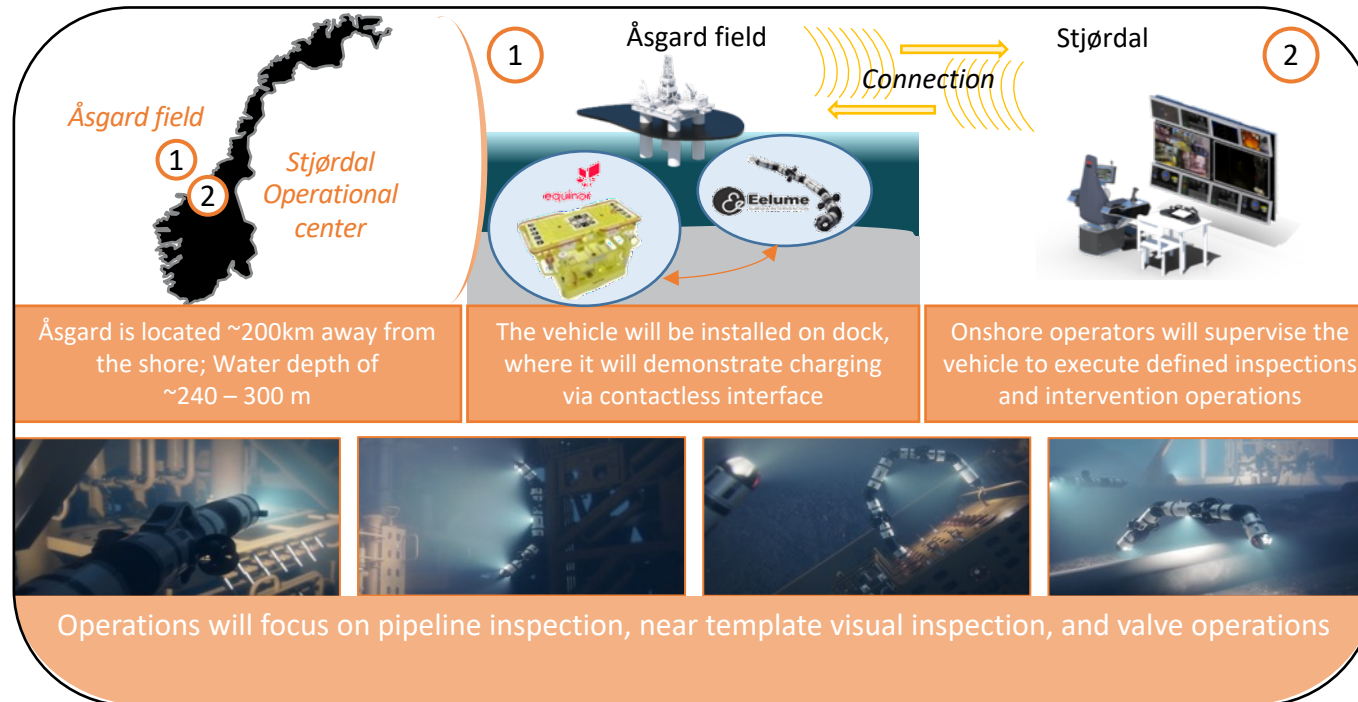 Åsgard field
1
2
Stjørdal
Operational
center
1
Åsgard field
Connection
Stjørdal
2
equinor
Eelume
Åsgard is located ~200km away from
the shore; Water depth of
~240 – 300 m
The vehicle will be installed on dock,
where it will demonstrate charging
via contactless interface
Onshore operators will supervise the
vehicle to execute defined inspections
and intervention operations
Operations will focus on pipeline inspection, near template visual inspection, and valve operations